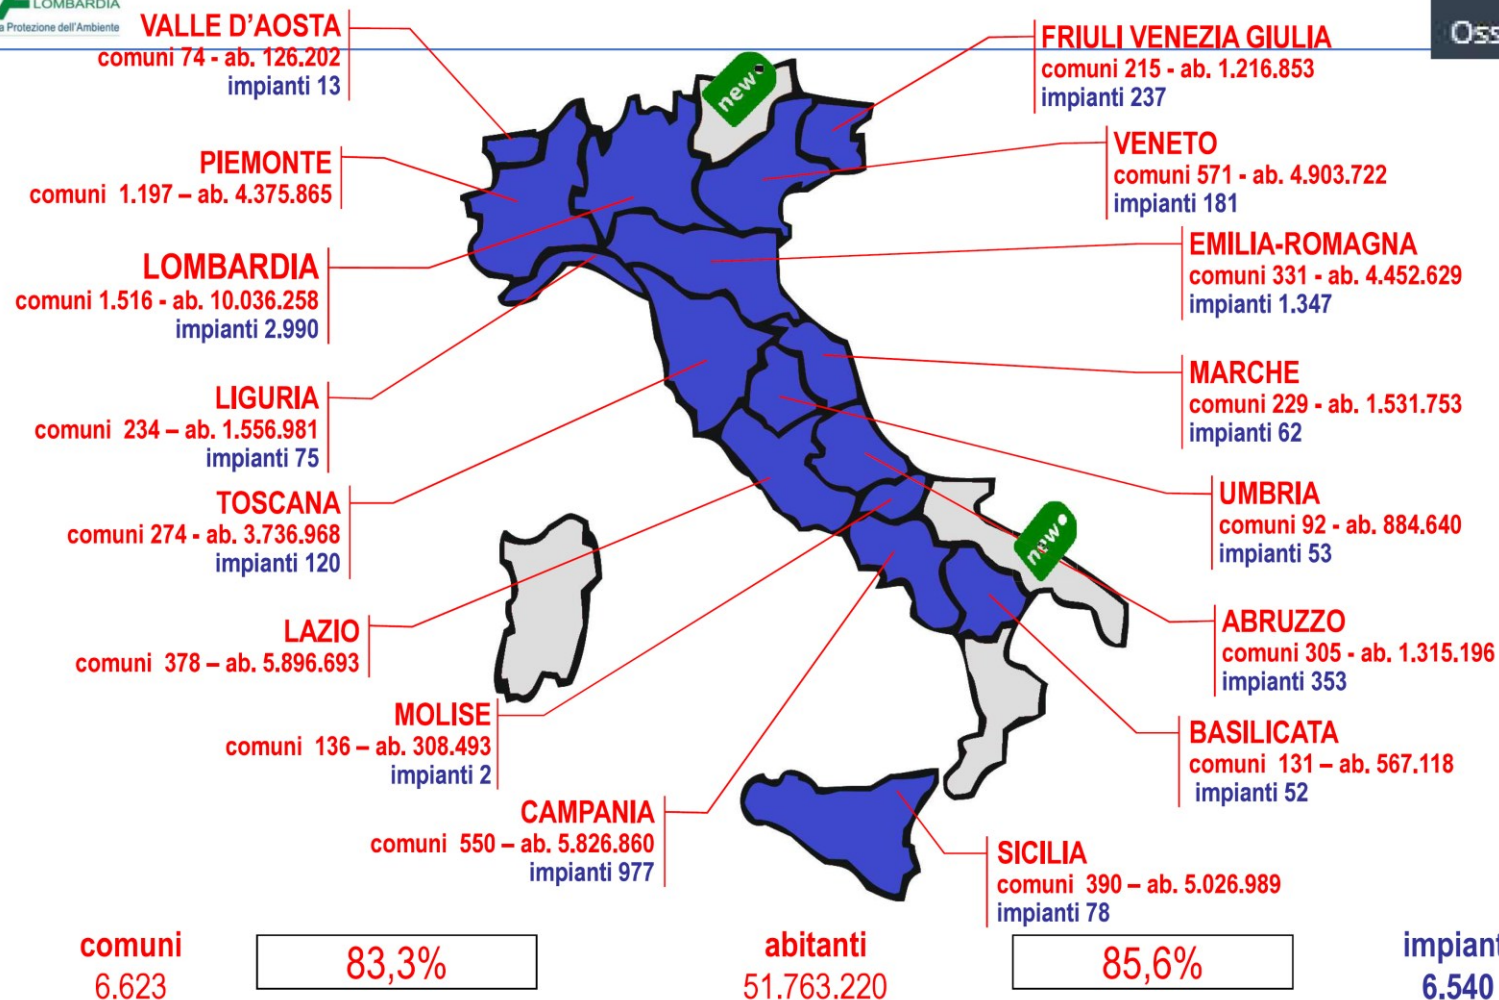 LOMBARDIA
a Protezione dell'Ambiente
Oss
VALLE D'AOSTA
comuni 74 - ab. 126.202
impianti 13
FRIULI VENEZIA GIULIA
comuni 215 - ab. 1.216.853
impianti 237
new
PIEMONTE
comuni 1.197 – ab. 4.375.865
VENETO
comuni 571 - ab. 4.903.722
impianti 181
LOMBARDIA
comuni 1.516 - ab. 10.036.258
impianti 2.990
EMILIA-ROMAGNA
comuni 331 - ab. 4.452.629
impianti 1.347
LIGURIA
comuni 234 – ab. 1.556.981
impianti 75
MARCHE
comuni 229 - ab. 1.531.753
impianti 62
TOSCANA
comuni 274 - ab. 3.736.968
impianti 120
UMBRIA
comuni 92 - ab. 884.640
impianti 53
new
LAZIO
comuni 378 – ab. 5.896.693
ABRUZZO
comuni 305 - ab. 1.315.196
impianti 353
MOLISE
comuni 136 – ab. 308.493
impianti 2
BASILICATA
comuni 131 – ab. 567.118
impianti 52
CAMPANIA
comuni 550 – ab. 5.826.860
impianti 977
SICILIA
comuni 390 – ab. 5.026.989
impianti 78
comuni
6.623
83,3%
abitanti
51.763.220
85,6%
impiant
6.540